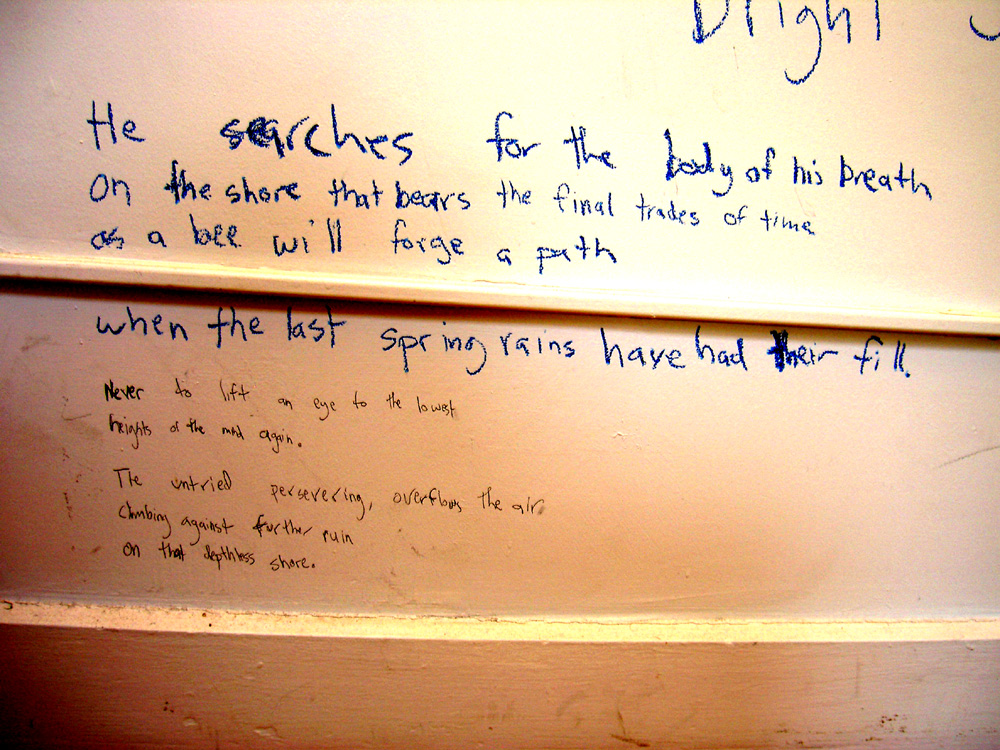 Bright
He searches for the body of his breath
on the shore that bears the final trades of time
as a bee will forge a path
when the last spring rains have had their fill.
Never to lift an eye to the lowest
heights of the mind again.
The untried persevering, overflows the air
climbing against further ruin
on that depthless shore.